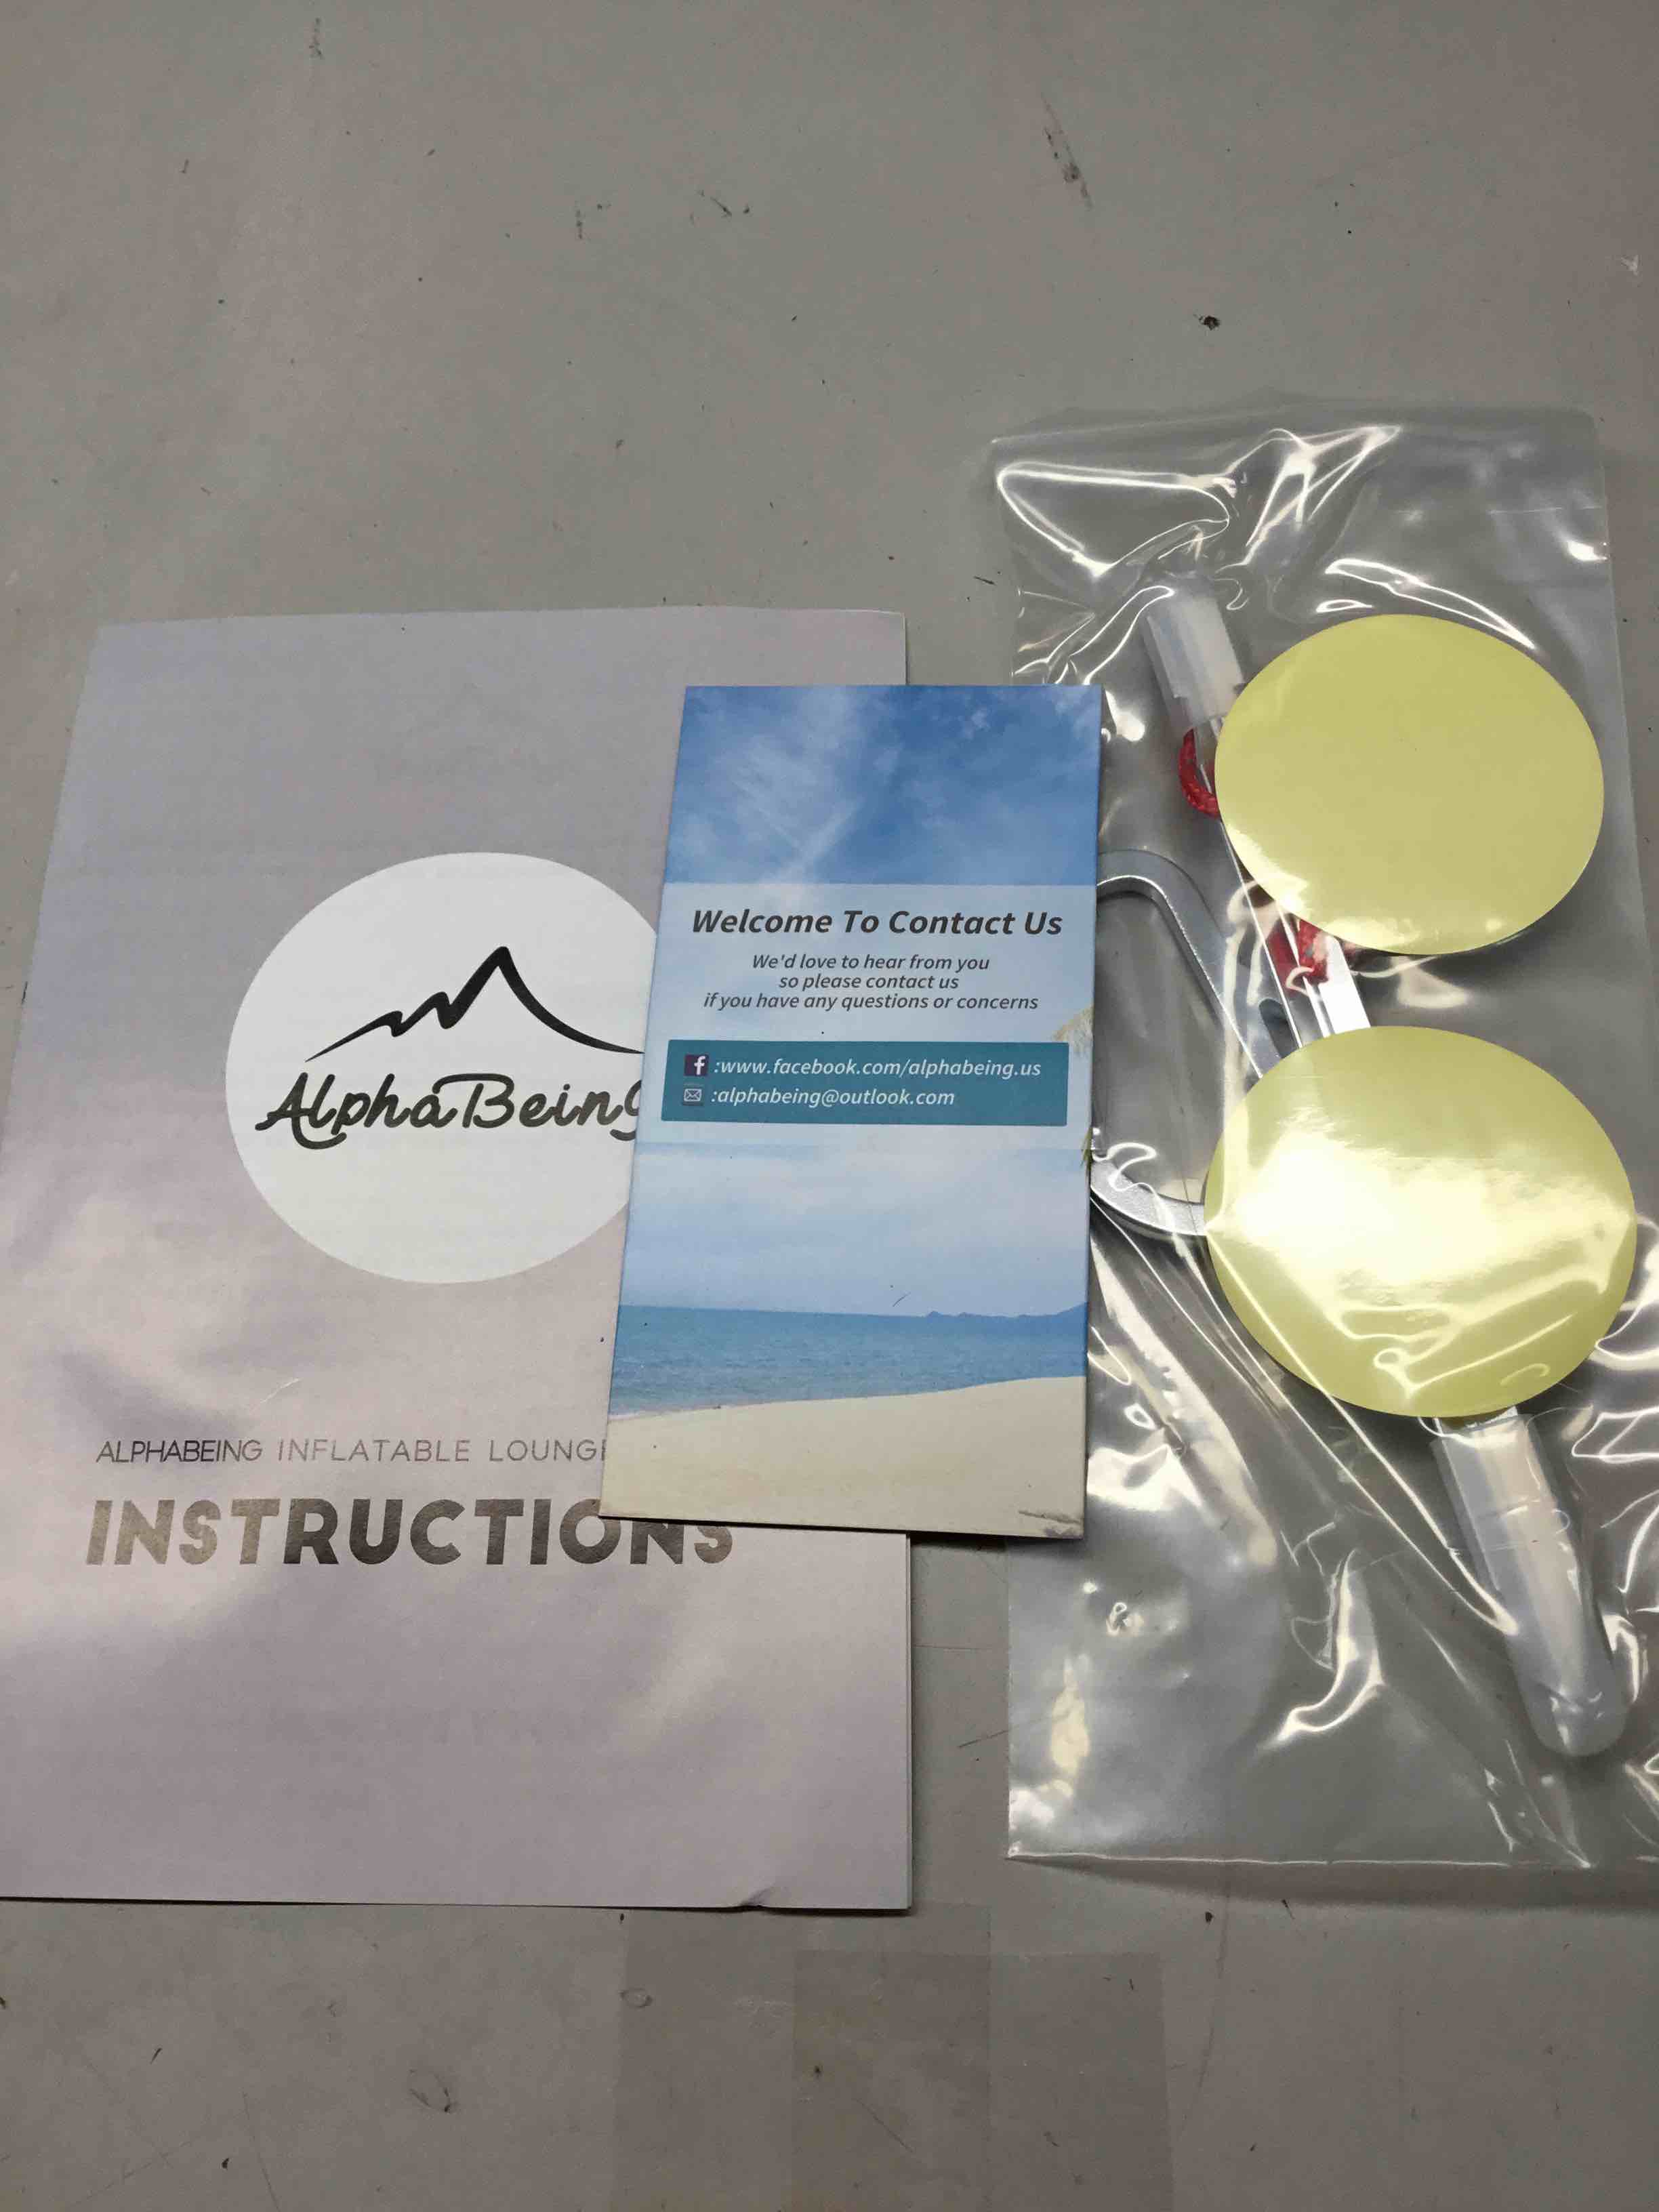 AlphaBeing
ALPHABEING INFLATABLE LOUNG
INSTRUCTIONS
Welcome To Contact Us
We'd love to hear from you
so please contact us
if you have any questions or concerns
f :www.facebook.com/alphabeing.us
:alphabeing@outlook.com